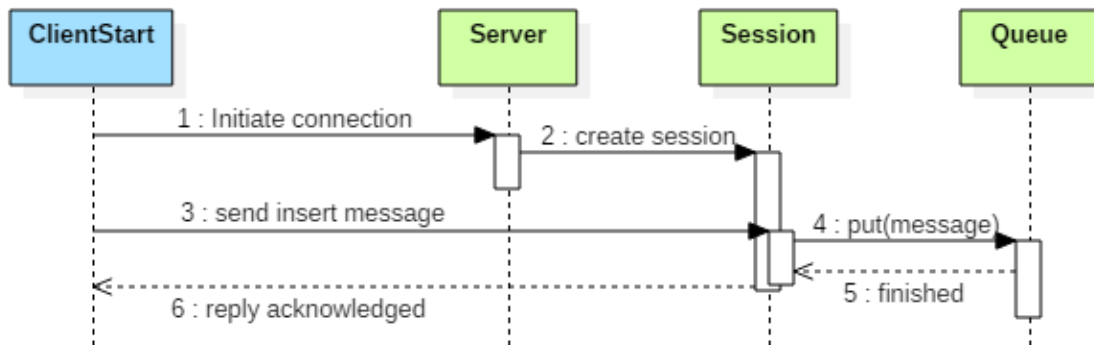 ClientStart
Server
Session
Queue
1 : Initiate connection
2 : create session
3 : send insert message
4 : put(message)
5 : finished
6 : reply acknowledged